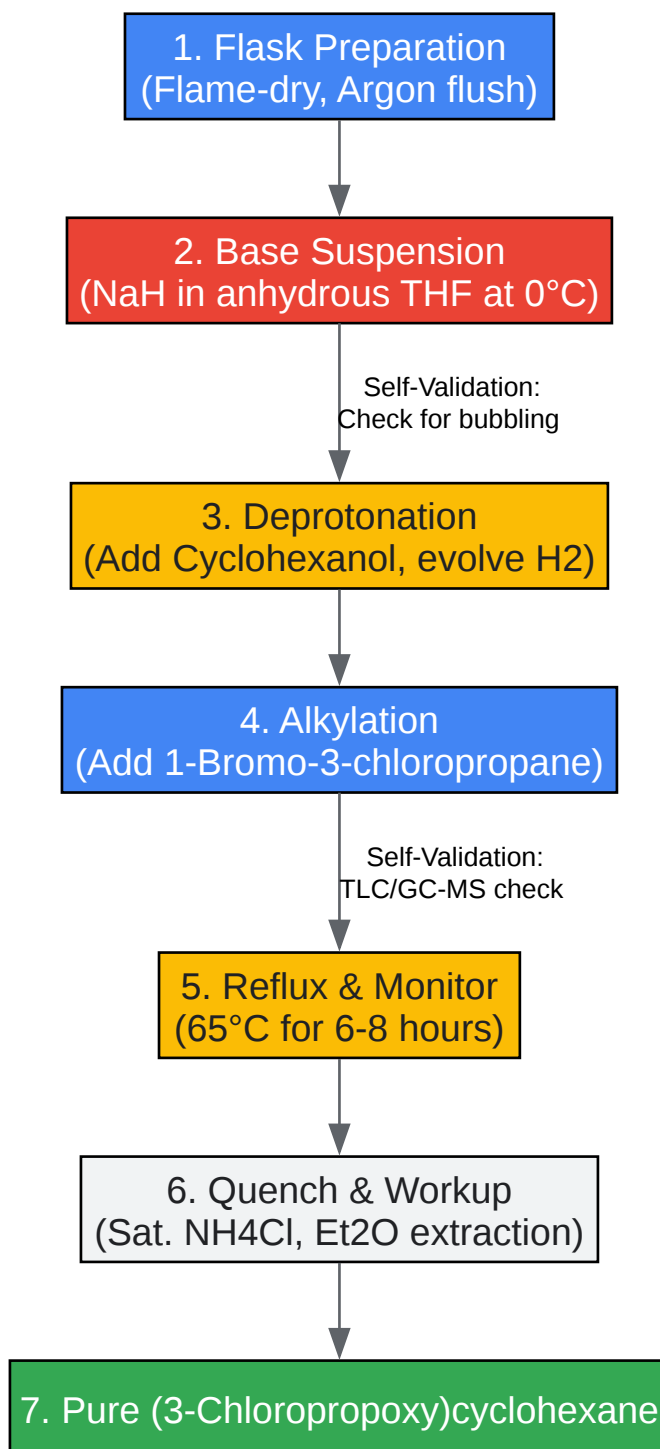 1. Flask Preparation
(Flame-dry, Argon flush)
2. Base Suspension
(NaH in anhydrous THF at 0°C)
Self-Validation:
Check for bubbling
3. Deprotonation
(Add Cyclohexanol, evolve H2)
4. Alkylation
(Add 1-Bromo-3-chloropropane)
Self-Validation:
TLC/GC-MS check
5. Reflux & Monitor
(65°C for 6-8 hours)
6. Quench & Workup
(Sat. NH4Cl, Et2O extraction)
7. Pure (3-Chloropropoxy)cyclohexane